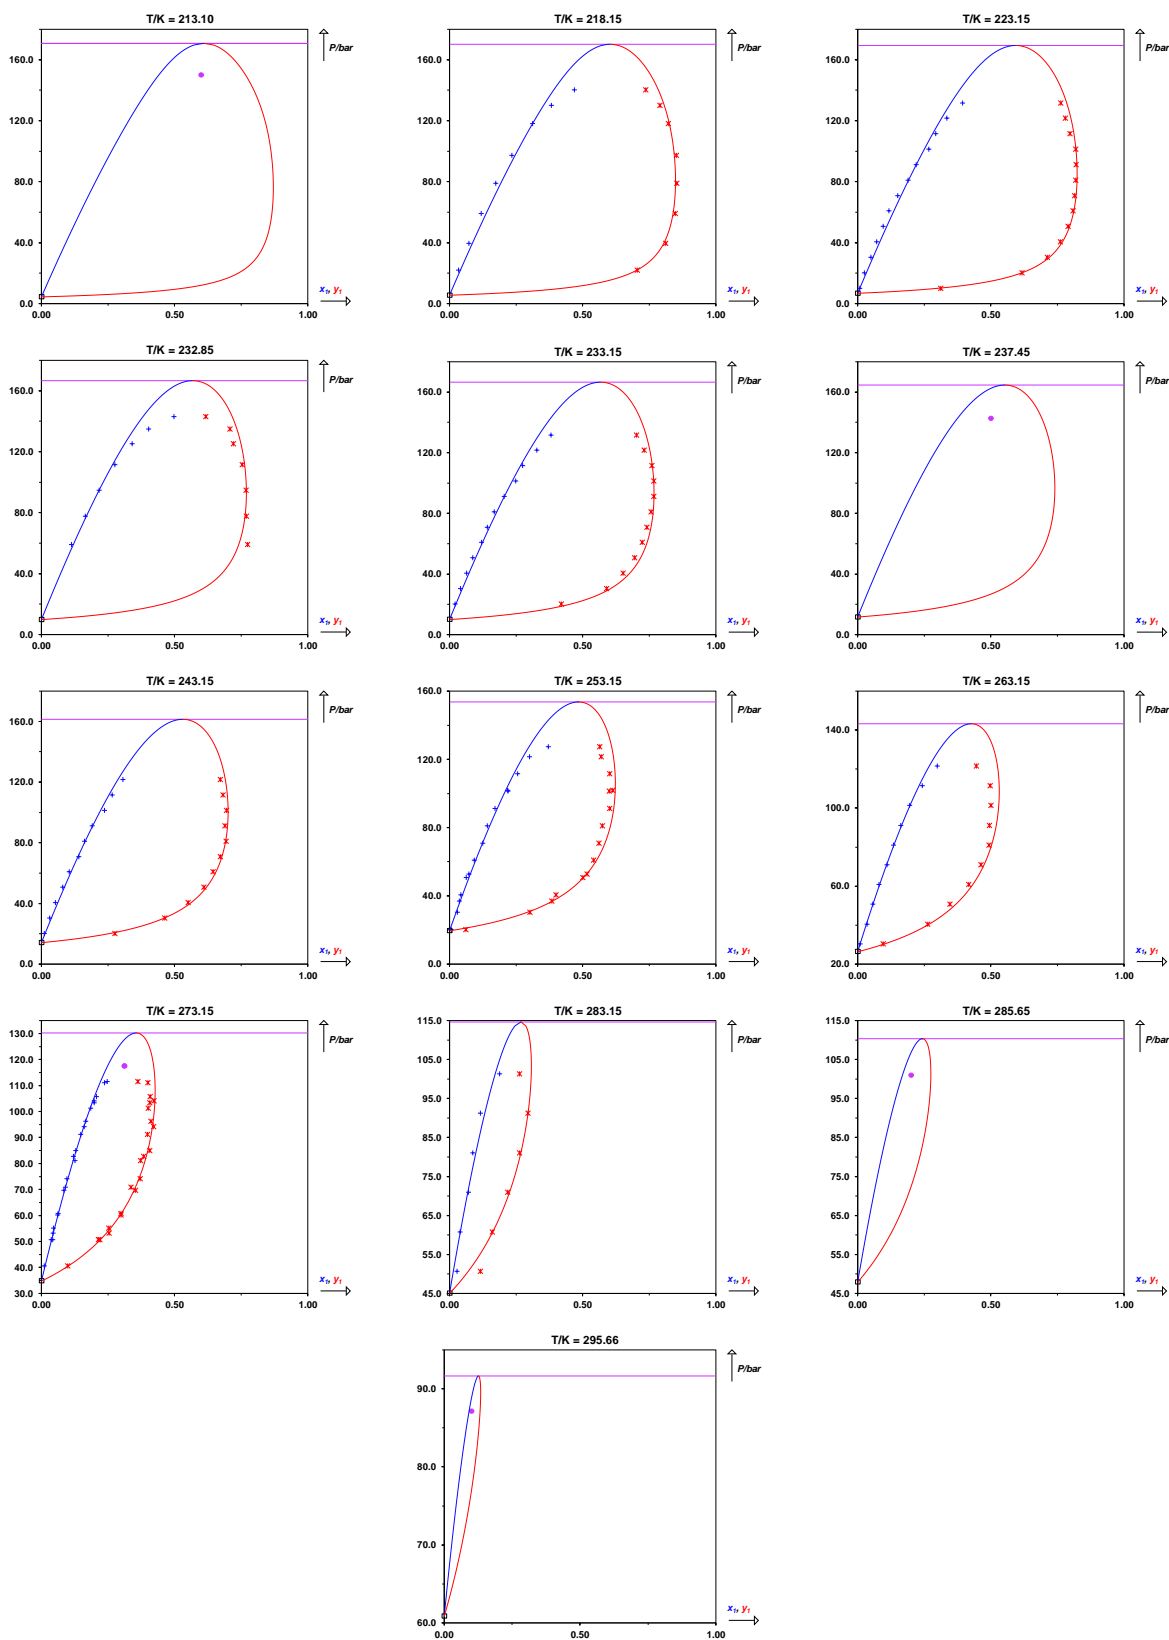 T/K = 213.10
P/bar
160.0
120.0
80.0
40.0
0.0
x₁, y₁
0.00
0.50
1.00
T/K = 218.15
P/bar
160.0
120.0
80.0
40.0
0.0
x₁, y₁
0.00
0.50
1.00
T/K = 223.15
P/bar
160.0
120.0
80.0
40.0
0.0
x₁, y₁
0.00
0.50
1.00
T/K = 232.85
P/bar
160.0
120.0
80.0
40.0
0.0
x₁, y₁
0.00
0.50
1.00
T/K = 233.15
P/bar
160.0
120.0
80.0
40.0
0.0
x₁, y₁
0.00
0.50
1.00
T/K = 237.45
P/bar
160.0
120.0
80.0
40.0
0.0
x₁, y₁
0.00
0.50
1.00
T/K = 243.15
P/bar
160.0
120.0
80.0
40.0
0.0
x₁, y₁
0.00
0.50
1.00
T/K = 253.15
P/bar
160.0
120.0
80.0
40.0
0.0
x₁, y₁
0.00
0.50
1.00
T/K = 263.15
P/bar
140.0
100.0
60.0
20.0
x₁, y₁
0.00
0.50
1.00
T/K = 273.15
P/bar
130.0
120.0
110.0
100.0
90.0
80.0
70.0
60.0
50.0
40.0
30.0
x₁, y₁
0.00
0.50
1.00
T/K = 283.15
P/bar
115.0
105.0
95.0
85.0
75.0
65.0
55.0
45.0
x₁, y₁
0.00
0.50
1.00
T/K = 285.65
P/bar
115.0
105.0
95.0
85.0
75.0
65.0
55.0
45.0
x₁, y₁
0.00
0.50
1.00
T/K = 295.66
P/bar
90.0
80.0
70.0
60.0
x₁, y₁
0.00
0.50
1.00